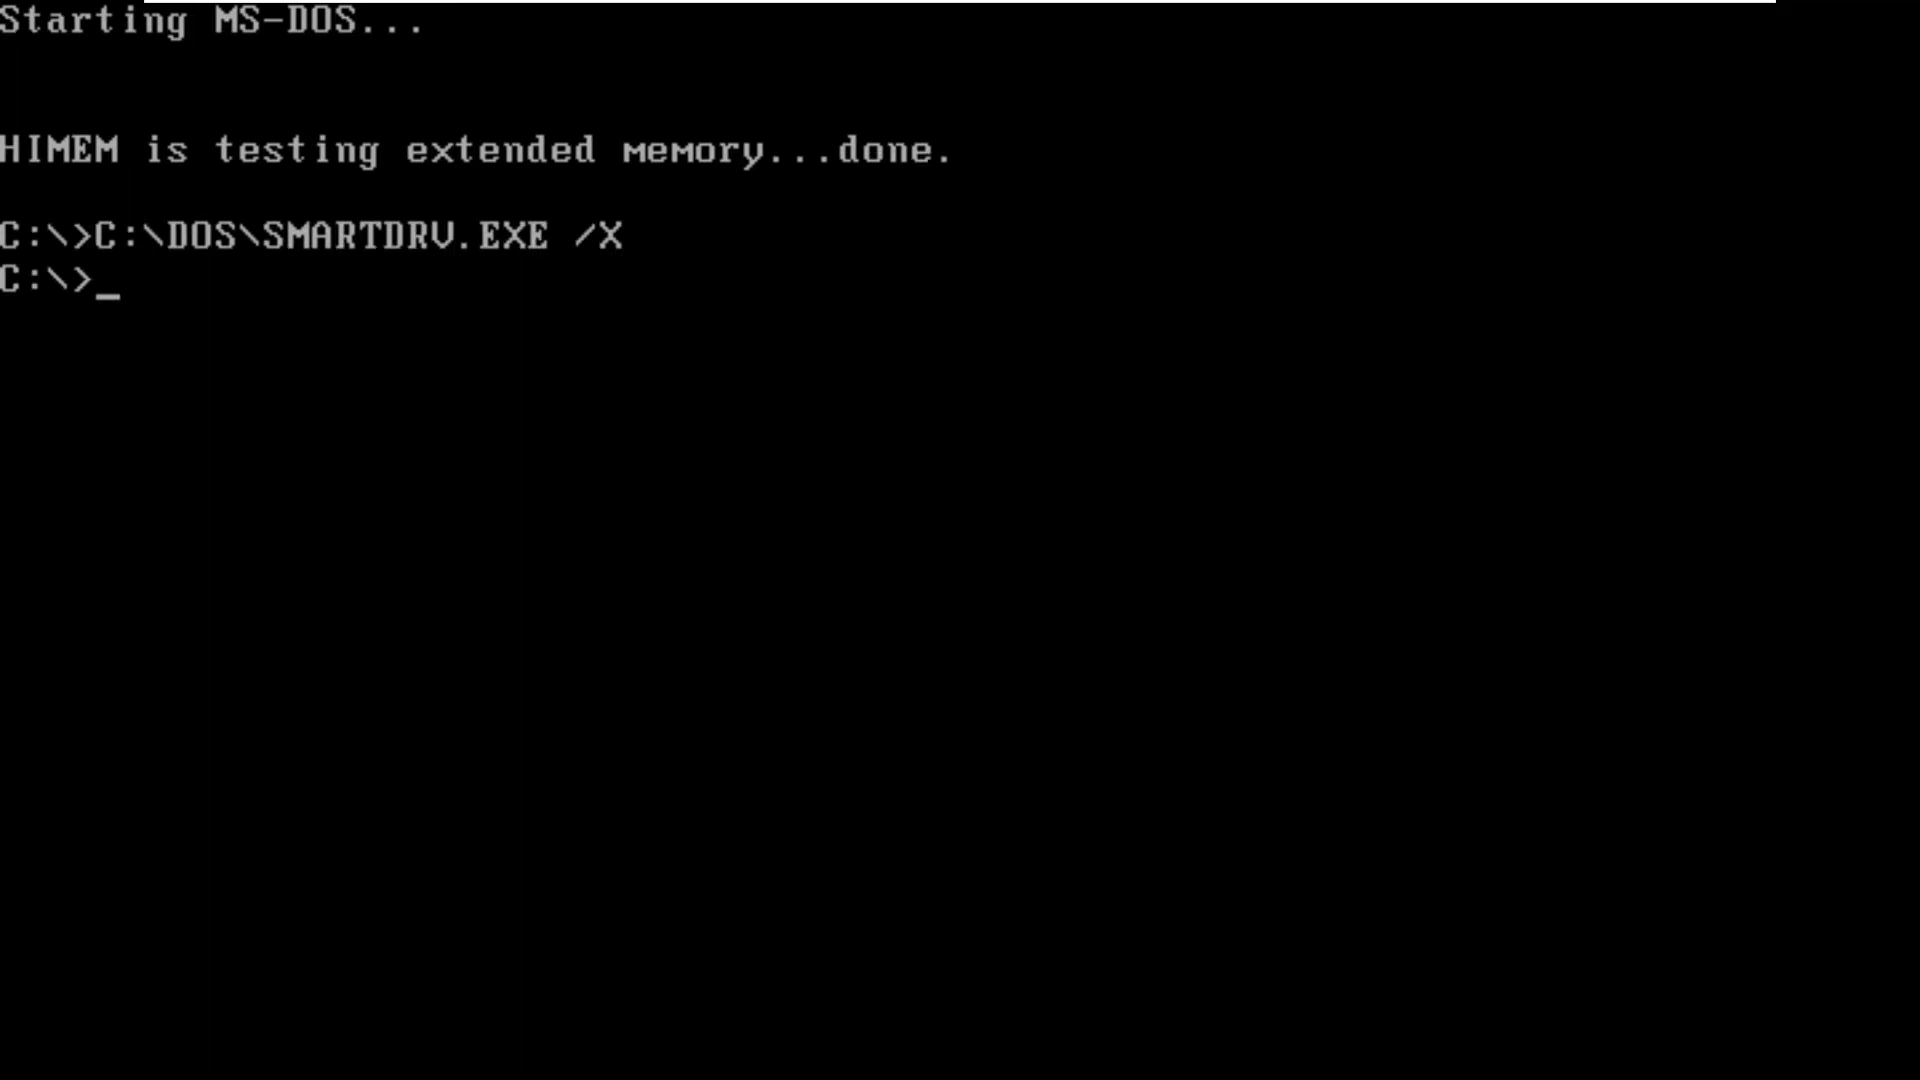 Starting MS-DOS...
HIMEM is testing extended memory...done.
C:\>C:\DOS\SMARTDRV.EXE /X
C:\>_